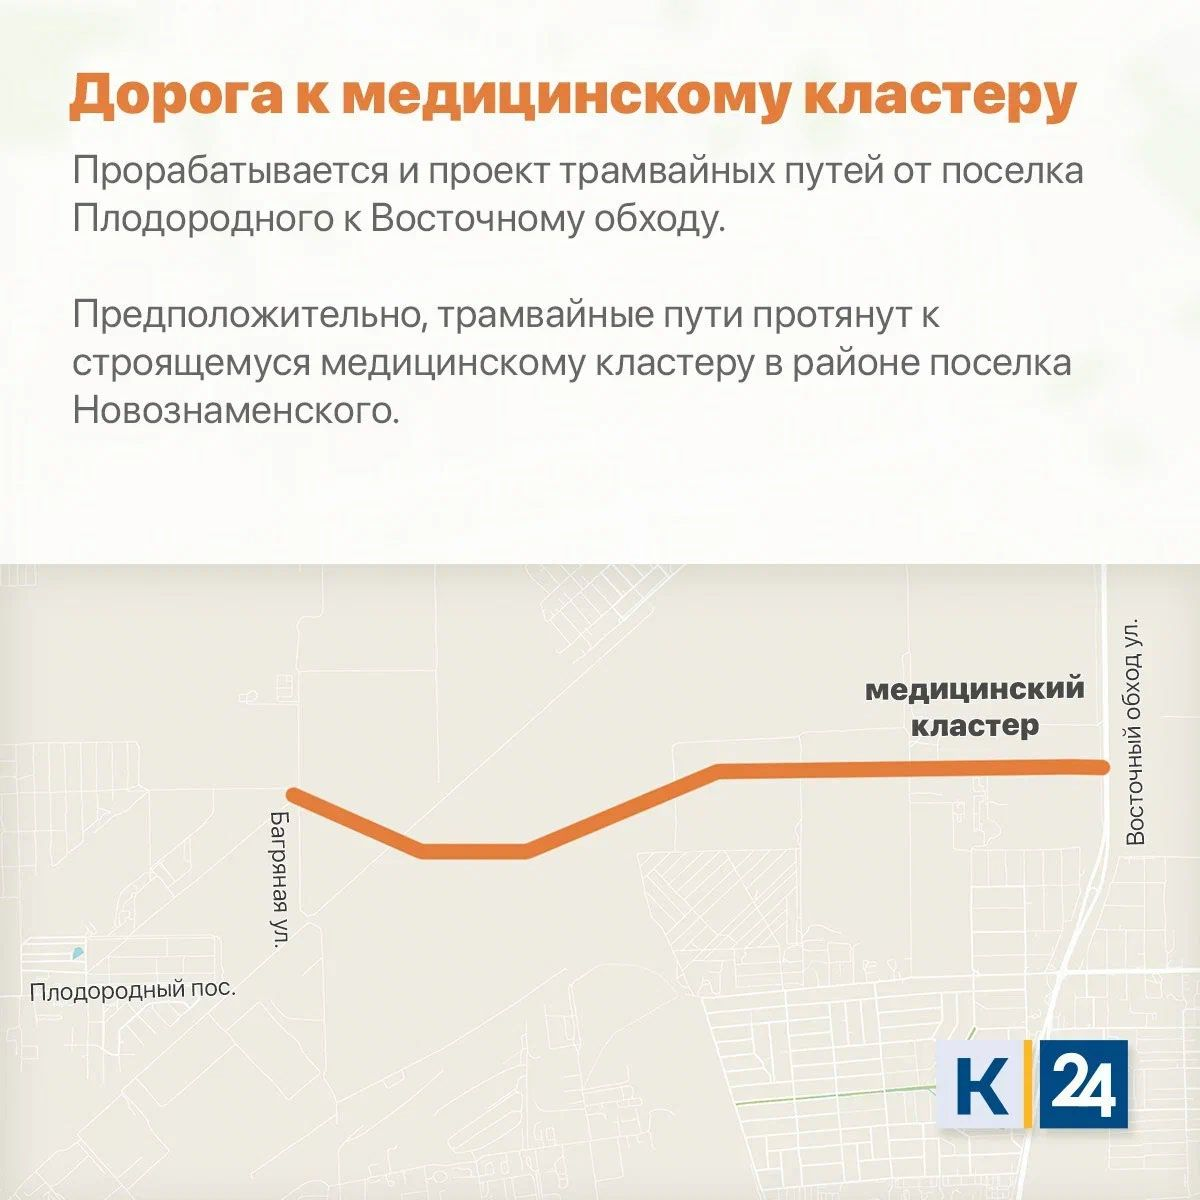 Дорога к медицинскому кластеру
Прорабатывается и проект трамвайных путей от поселка
Плодородного к Восточному обходу.
Предположительно, трамвайные пути протянут к
строящемуся медицинскому кластеру в районе поселка
Новознаменского.
медицинский
кластер
Восточный обход ул.
Багряная ул.
Плодородный пос.
К 24